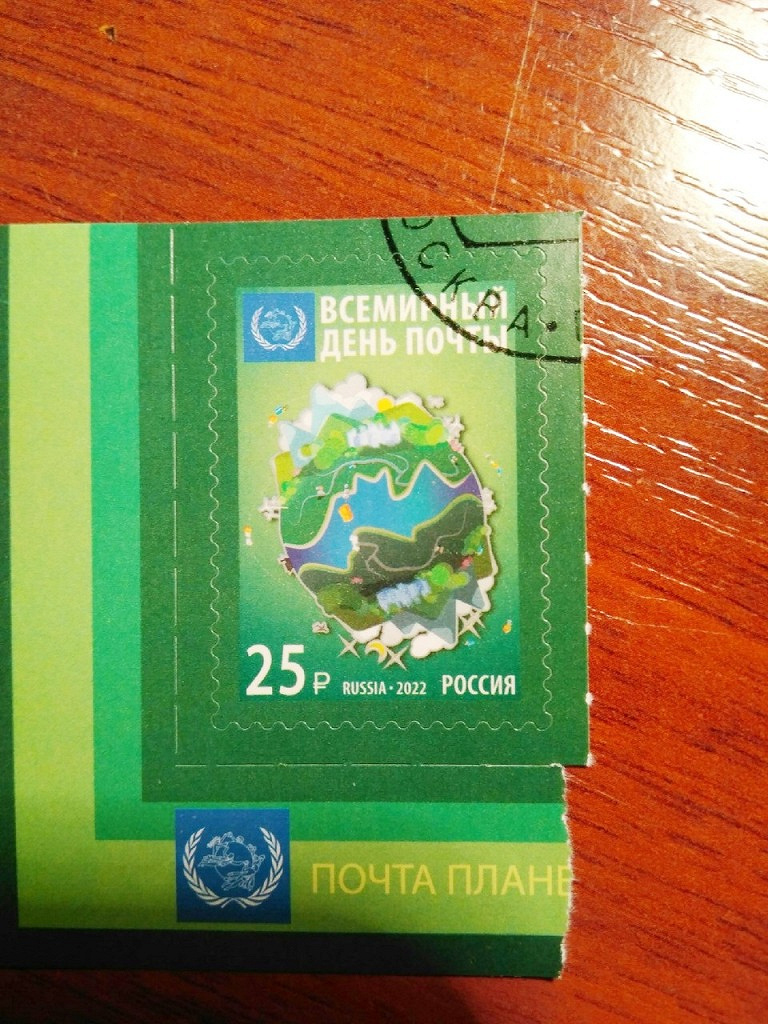 ВСЕМИРНЫЙ
ДЕНЬ ПОЧТЫ
25 ₽ RUSSIA · 2022 РОССИЯ
ПОЧТА ПЛАНЕ